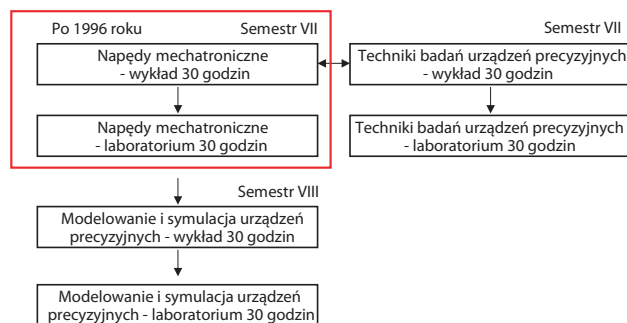 Po 1996 roku
Semestr VII
Napędy mechatroniczne
- wykład 30 godzin
Napędy mechatroniczne
- laboratorium 30 godzin
Semestr VII
Techniki badań urządzeń precyzyjnych
- wykład 30 godzin
Techniki badań urządzeń precyzyjnych
- laboratorium 30 godzin
Semestr VIII
Modelowanie i symulacja urządzeń
precyzyjnych - wykład 30 godzin
Modelowanie i symulacja urządzeń
precyzyjnych - laboratorium 30 godzin